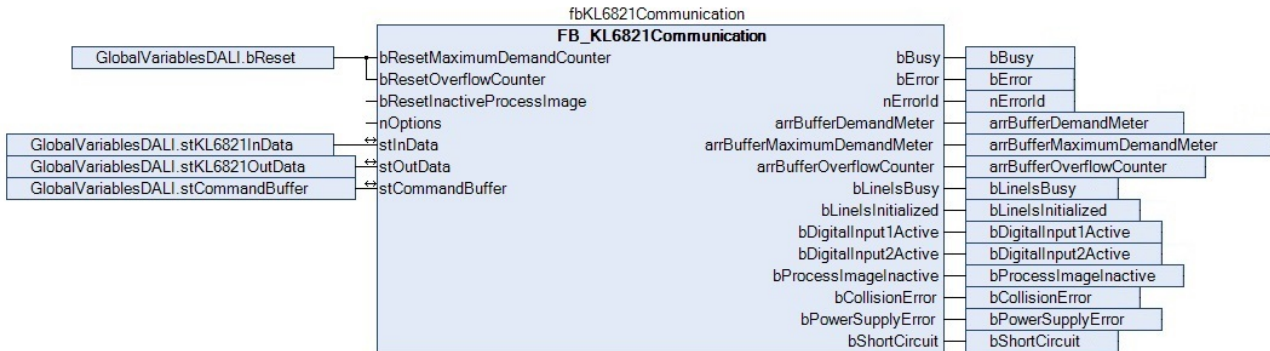 fbKL6821Communication
FB_KL6821Communication
GlobalVariablesDALI.bReset bResetMaximumDemandCounter bBusy bBusy
bResetOverflowCounter bError bError
bResetInactiveProcessImage nErrorId nErrorId
nOptions arrBufferDemandMeter arrBufferDemandMeter
GlobalVariablesDALI.stKL6821InData stInData arrBufferMaximumDemandMeter arrBufferMaximumDemandMeter
GlobalVariablesDALI.stKL6821OutData stOutData arrBufferOverflowCounter arrBufferOverflowCounter
GlobalVariablesDALI.stCommandBuffer stCommandBuffer bLineIsBusy bLineIsBusy
bLineIsInitialized bLineIsInitialized
bDigitalInput1Active bDigitalInput1Active
bDigitalInput2Active bDigitalInput2Active
bProcessImageInactive bProcessImageInactive
bCollisionError bCollisionError
bPowerSupplyError bPowerSupplyError
bShortCircuit bShortCircuit